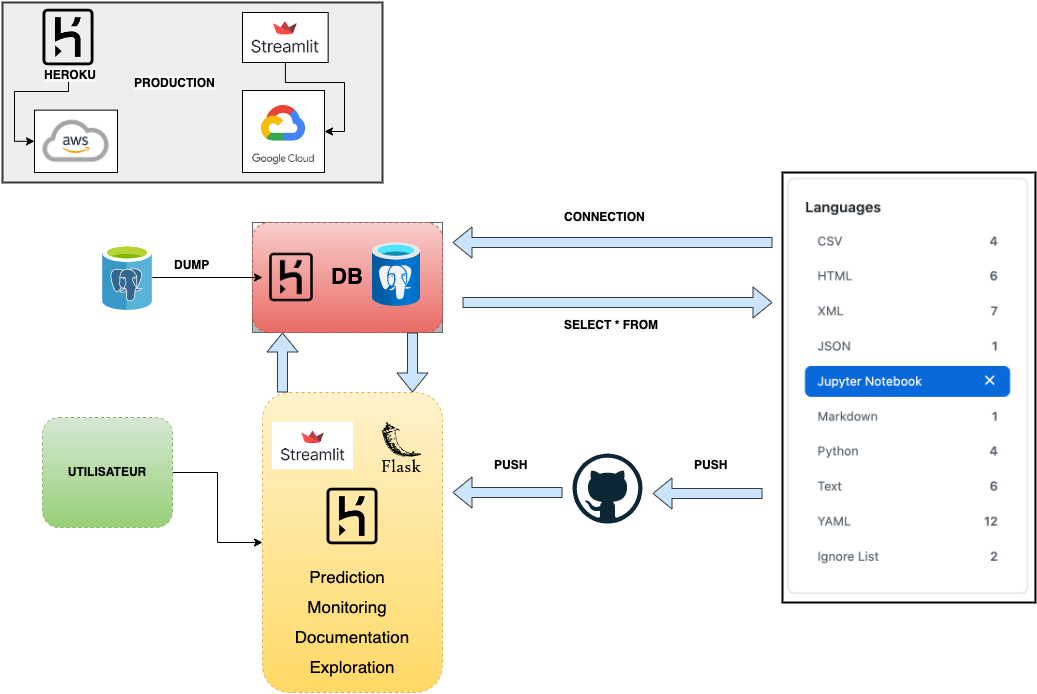 HEROKU
PRODUCTION
Streamlit
aws
Google Cloud
DUMP
DB
CONNECTION
SELECT * FROM
Languages
CSV 4
HTML 6
XML 7
JSON 1
Jupyter Notebook ✕
Markdown 1
Python 4
Text 6
YAML 12
Ignore List 2
UTILISATEUR
Streamlit
Flask
Prediction
Monitoring
Documentation
Exploration
PUSH
PUSH